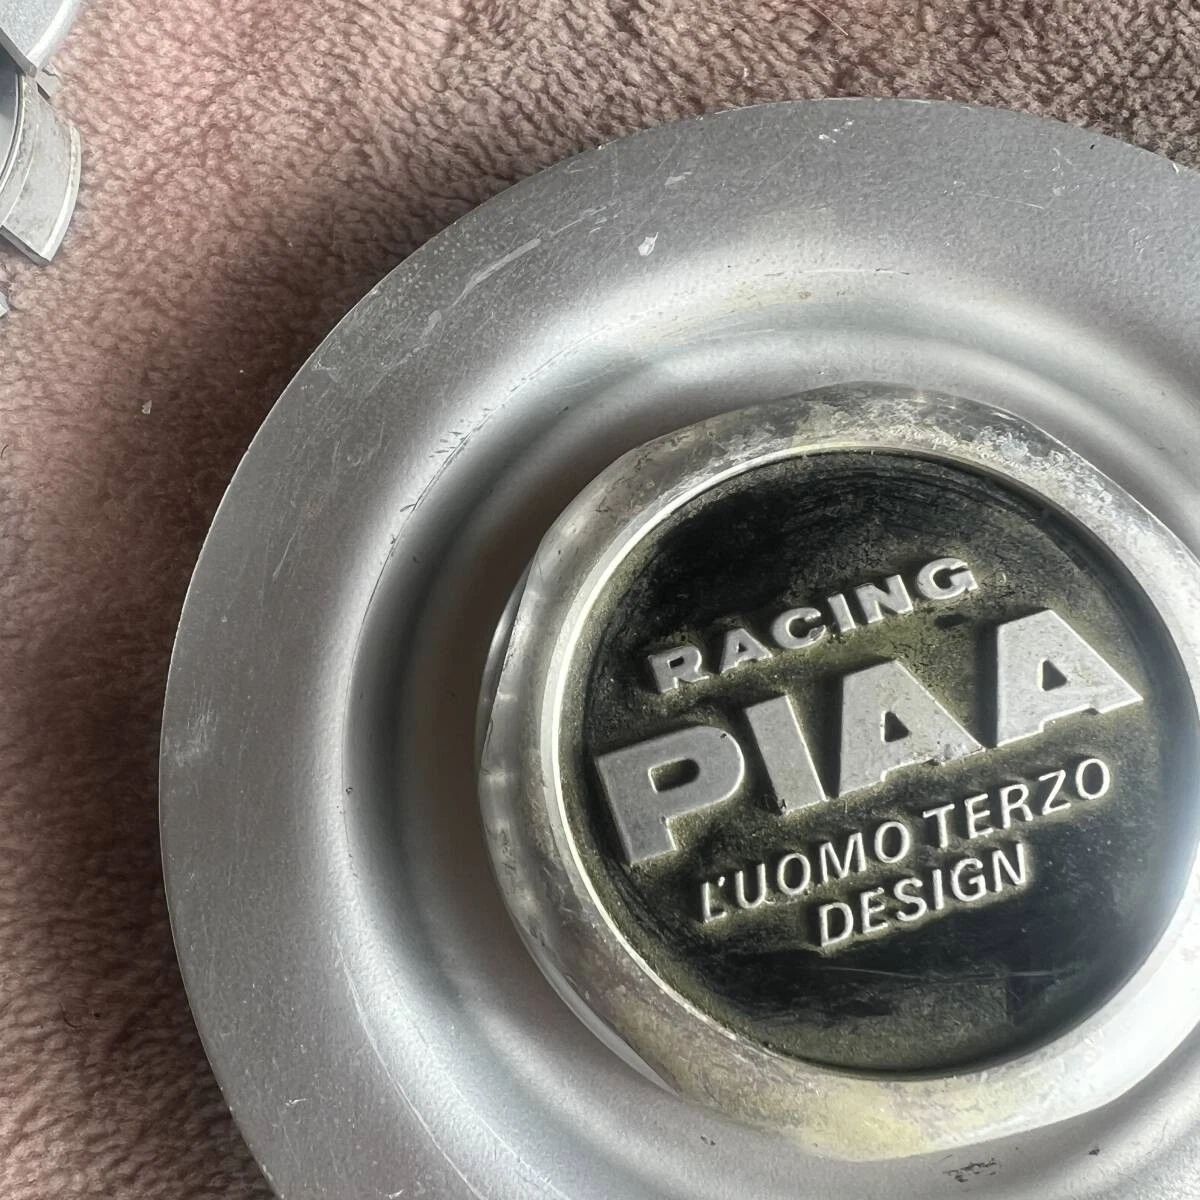 RACING
PIAA
L'UOMO TERZO
DESIGN